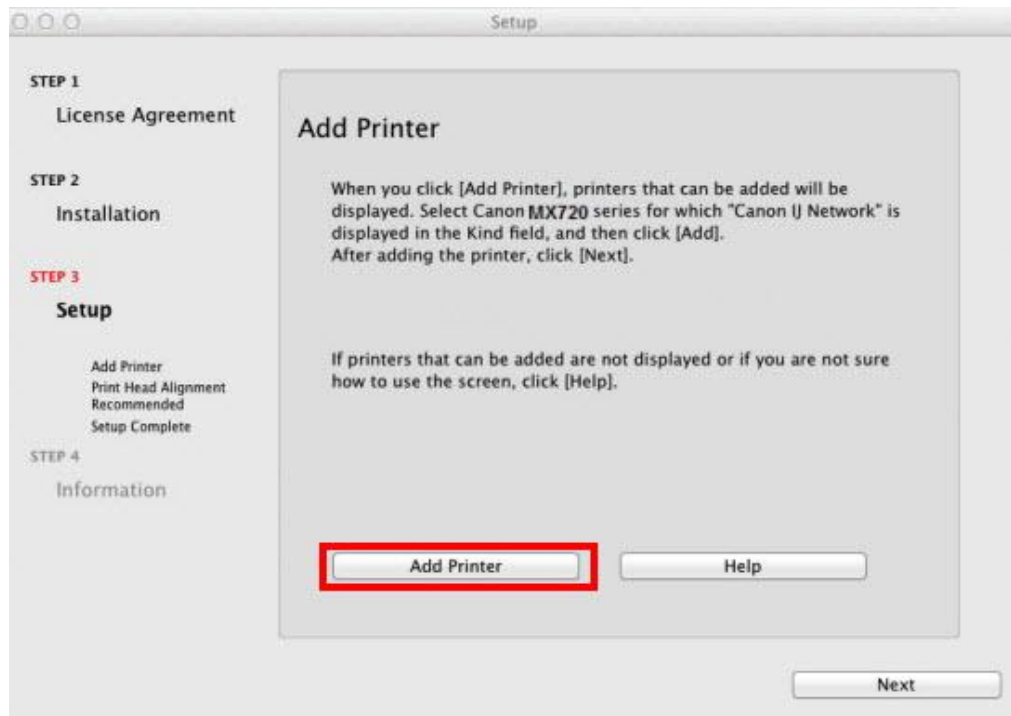 Setup
STEP 1
License Agreement
STEP 2
Installation
STEP 3
Setup
Add Printer
Print Head Alignment
Recommended
Setup Complete
STEP 4
Information
Add Printer
When you click [Add Printer], printers that can be added will be
displayed. Select Canon MX720 series for which "Canon IJ Network" is
displayed in the Kind field, and then click [Add].
After adding the printer, click [Next].
If printers that can be added are not displayed or if you are not sure
how to use the screen, click [Help].
Add Printer
Help
Next